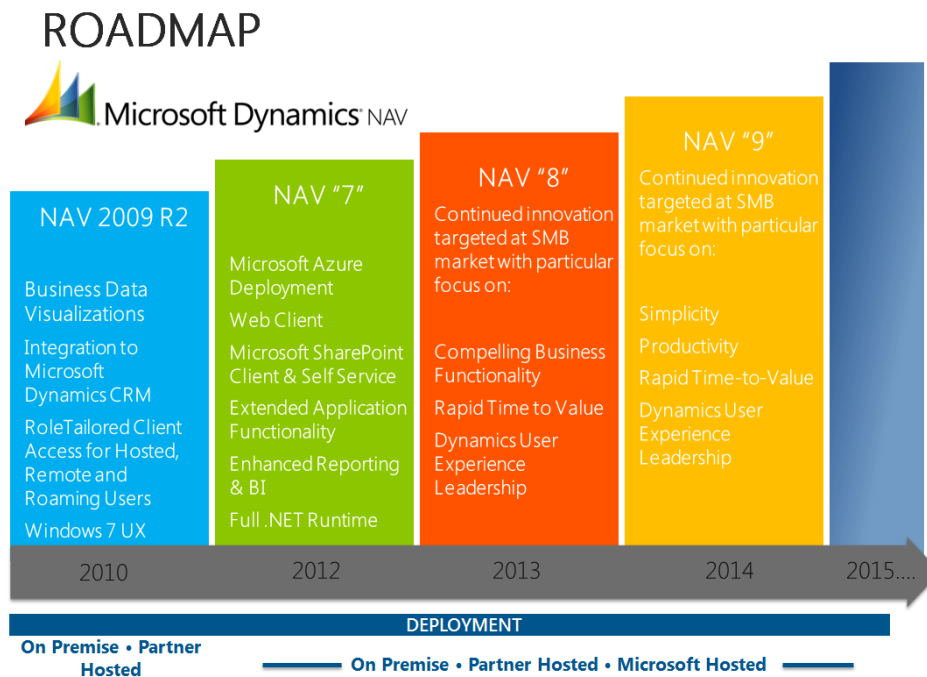 ROADMAP
Microsoft Dynamics® NAV
NAV 2009 R2
Business Data
Visualizations
Integration to
Microsoft
Dynamics CRM
RoleTailored Client
Access for Hosted,
Remote and
Roaming Users
Windows 7 UX
NAV “7”
Microsoft Azure
Deployment
Web Client
Microsoft SharePoint
Client & Self Service
Extended Application
Functionality
Enhanced Reporting
& BI
Full .NET Runtime
NAV “8”
Continued innovation
targeted at SMB
market with particular
focus on:
Compelling Business
Functionality
Rapid Time to Value
Dynamics User
Experience
Leadership
NAV “9”
Continued innovation
targeted at SMB
market with particular
focus on:
Simplicity
Productivity
Rapid Time-to-Value
Dynamics User
Experience
Leadership
2010
2012
2013
2014
2015....
DEPLOYMENT
On Premise • Partner
Hosted
On Premise • Partner Hosted • Microsoft Hosted